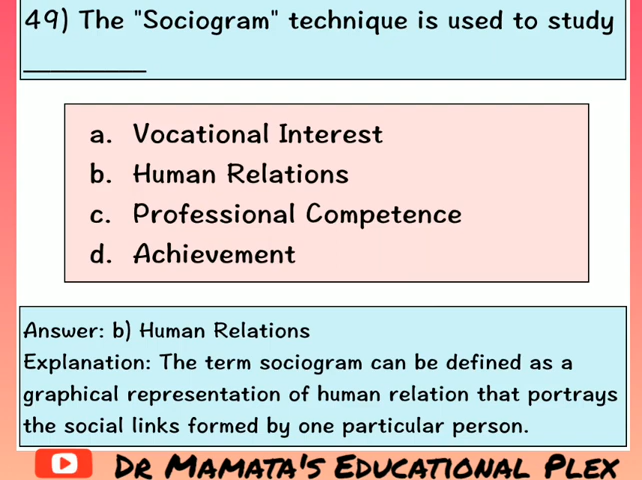 49) The "Sociogram" technique is used to study
__________
a. Vocational Interest
b. Human Relations
c. Professional Competence
d. Achievement
Answer: b) Human Relations
Explanation: The term sociogram can be defined as a
graphical representation of human relation that portrays
the social links formed by one particular person.
DR MAMATA'S EDUCATIONAL PLEX